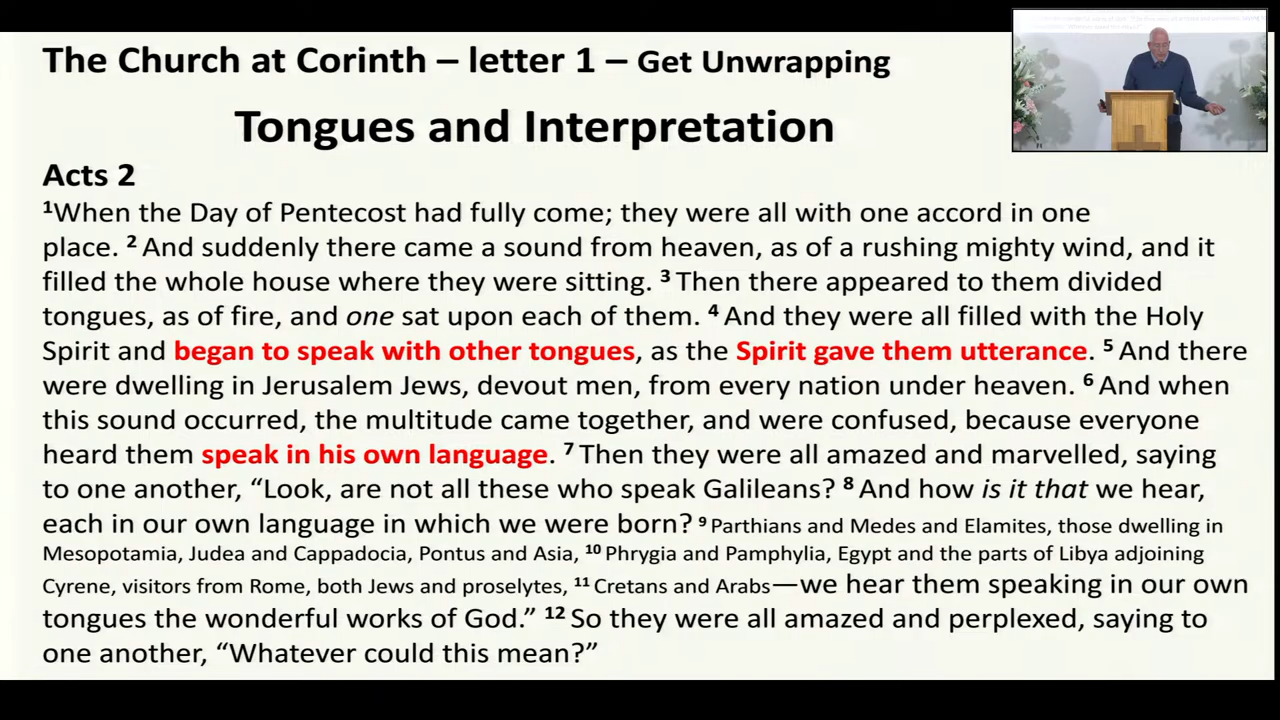 The Church at Corinth – letter 1 – Get Unwrapping
Tongues and Interpretation
Acts 2
¹When the Day of Pentecost had fully come; they were all with one accord in one
place. ² And suddenly there came a sound from heaven, as of a rushing mighty wind, and it
filled the whole house where they were sitting. ³ Then there appeared to them divided
tongues, as of fire, and one sat upon each of them. ⁴ And they were all filled with the Holy
Spirit and began to speak with other tongues, as the Spirit gave them utterance. ⁵ And there
were dwelling in Jerusalem Jews, devout men, from every nation under heaven. ⁶ And when
this sound occurred, the multitude came together, and were confused, because everyone
heard them speak in his own language. ⁷ Then they were all amazed and marvelled, saying
to one another, “Look, are not all these who speak Galileans? ⁸ And how is it that we hear,
each in our own language in which we were born? ⁹ Parthians and Medes and Elamites, those dwelling in
Mesopotamia, Judea and Cappadocia, Pontus and Asia, ¹⁰ Phrygia and Pamphylia, Egypt and the parts of Libya adjoining
Cyrene, visitors from Rome, both Jews and proselytes, ¹¹ Cretans and Arabs—we hear them speaking in our own
tongues the wonderful works of God.” ¹² So they were all amazed and perplexed, saying to
one another, “Whatever could this mean?”